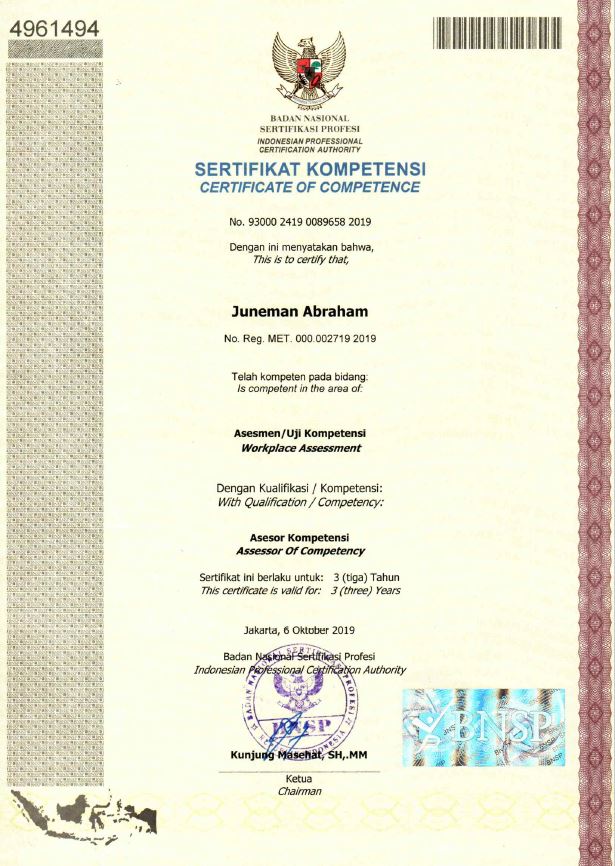 4961494
BADAN NASIONAL
SERTIFIKASI PROFESI
INDONESIAN PROFESSIONAL
CERTIFICATION AUTHORITY
SERTIFIKAT KOMPETENSI
CERTIFICATE OF COMPETENCE
No. 93000 2419 0089658 2019
Dengan ini menyatakan bahwa,
This is to certify that,
Juneman Abraham
No. Reg. MET. 000.002719 2019
Telah kompeten pada bidang:
Is competent in the area of:
Asesmen/Uji Kompetensi
Workplace Assessment
Dengan Kualifikasi / Kompetensi:
With Qualification / Competency:
Asesor Kompetensi
Assessor Of Competency
Sertifikat ini berlaku untuk: 3 (tiga) Tahun
This certificate is valid for: 3 (three) Years
Jakarta, 6 Oktober 2019
Badan Nasional Sertifikasi Profesi
Indonesian Professional Certification Authority
BADAN NASIONAL SERTIFIKASI PROFESI
BNSP
BNSP
Kunjung Masehat, SH,.MM
Ketua
Chairman